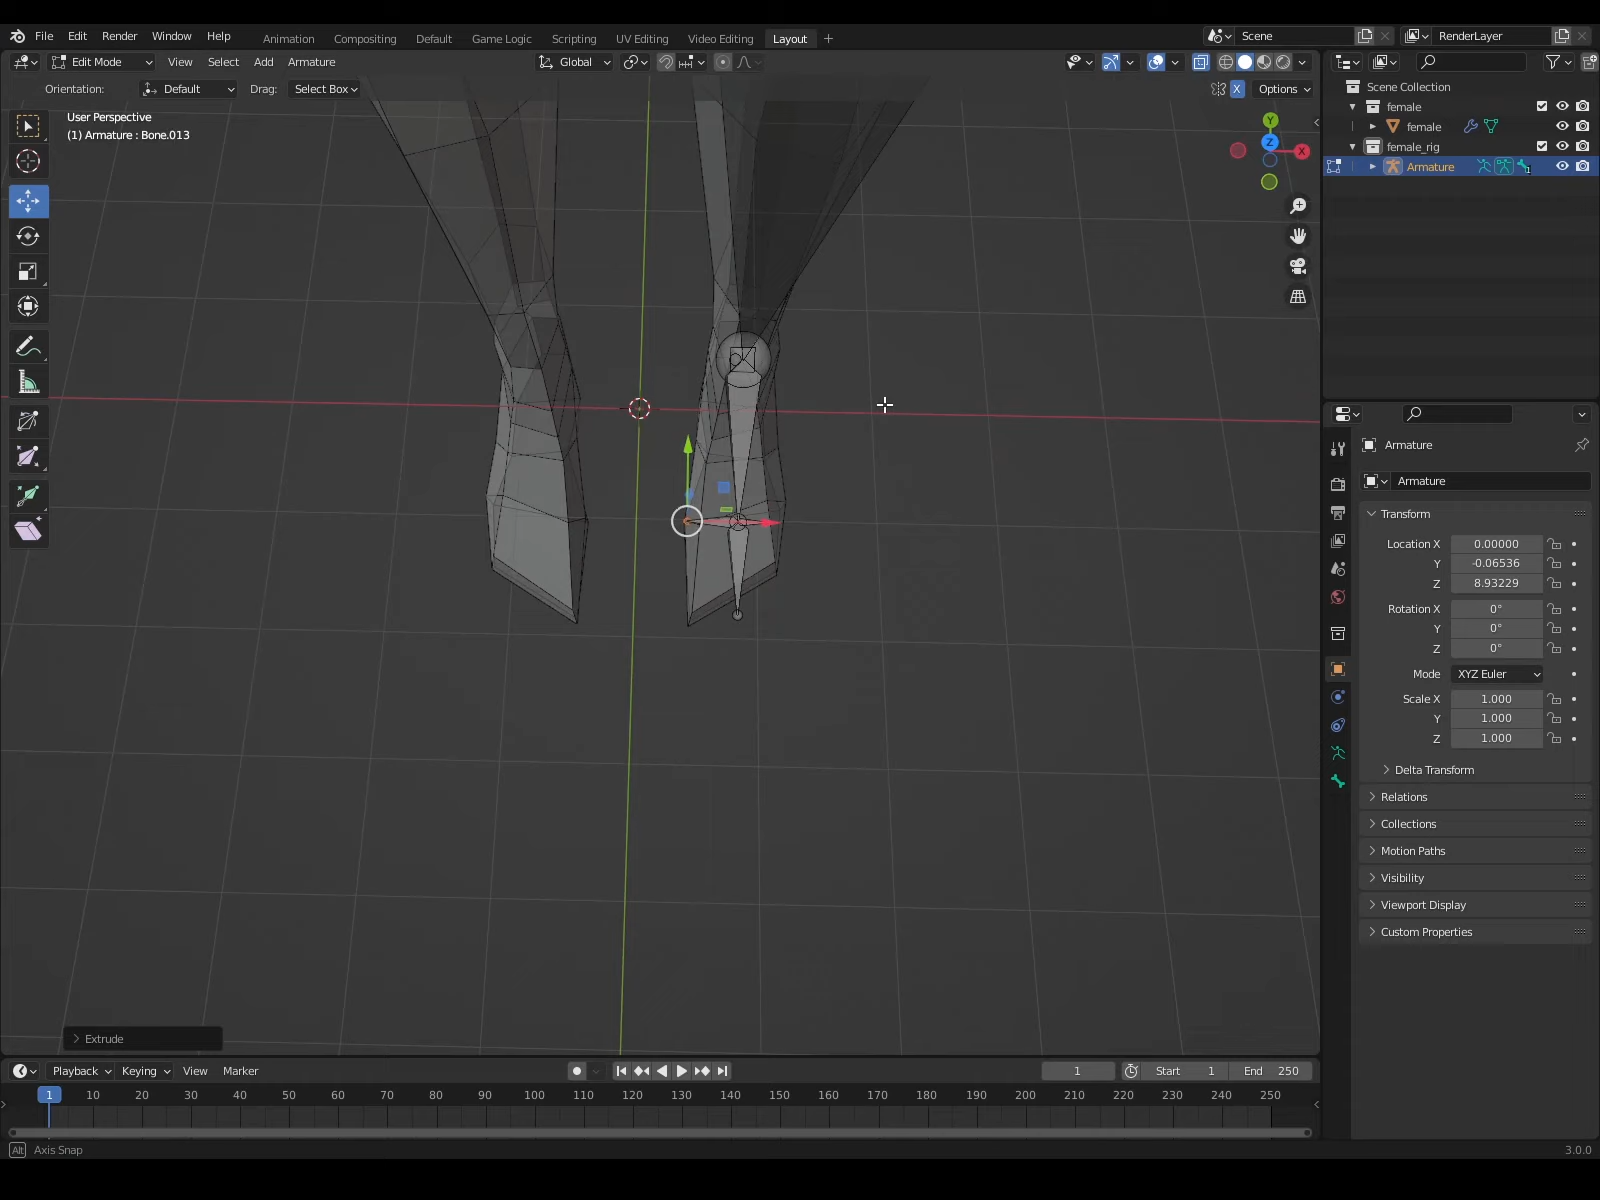 File Edit Render Window Help
Animation Compositing Default Game Logic Scripting UV Editing Video Editing Layout +
Scene RenderLayer
Edit Mode View Select Add Armature Global
Orientation: Default Drag: Select Box X Options
User Perspective
(1) Armature : Bone.013
Y
Z
X
Scene Collection
female
female
female_rig
Armature 1
Armature
Armature
Transform
Location X 0.00000
Y -0.06536
Z 8.93229
Rotation X 0°
Y 0°
Z 0°
Mode XYZ Euler
Scale X 1.000
Y 1.000
Z 1.000
Delta Transform
Relations
Collections
Motion Paths
Visibility
Viewport Display
Custom Properties
Extrude
Playback Keying View Marker 1 Start 1 End 250
1 10 20 30 40 50 60 70 80 90 100 110 120 130 140 150 160 170 180 190 200 210 220 230 240 250
Alt Axis Snap 3.0.0